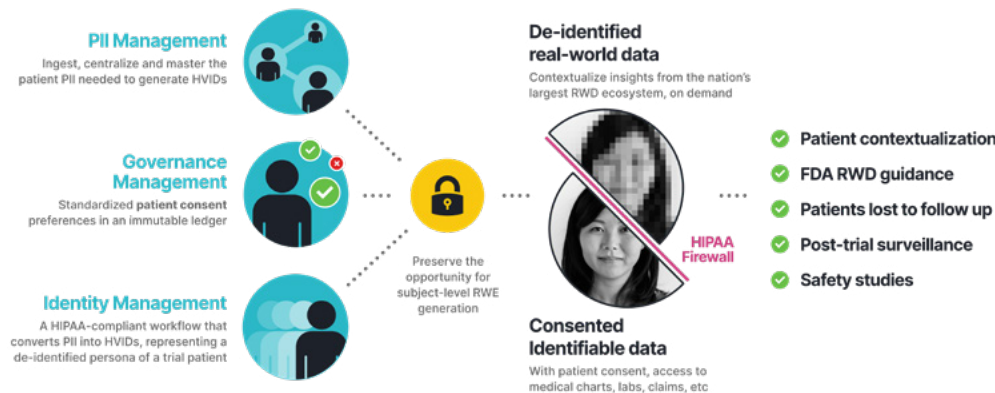 PII Management
Ingest, centralize and master the
patient PII needed to generate HVIDs
Governance
Management
Standardized patient consent
preferences in an immutable ledger
Identity Management
A HIPAA-compliant workflow that
converts PII into HVIDs, representing a
de-identified persona of a trial patient
Preserve the
opportunity for
subject-level RWE
generation
De-identified
real-world data
Contextualize insights from the nation's
largest RWD ecosystem, on demand
HIPAA
Firewall
Consented
Identifiable data
With patient consent, access to
medical charts, labs, claims, etc
Patient contextualization
FDA RWD guidance
Patients lost to follow up
Post-trial surveillance
Safety studies